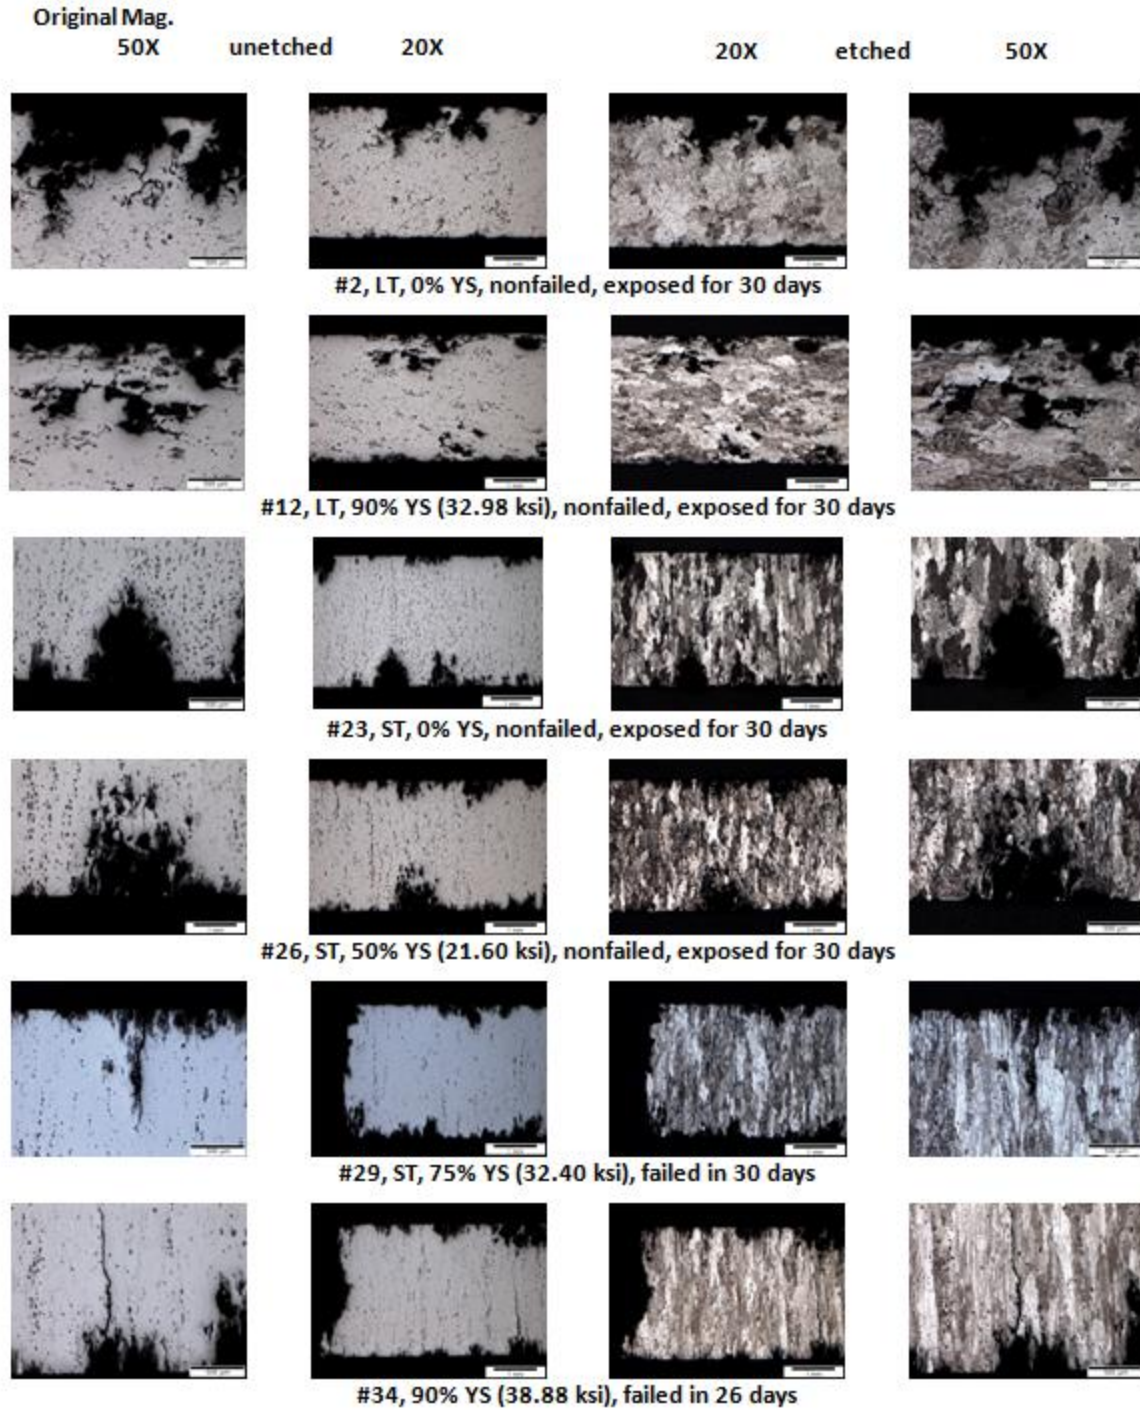 Original Mag.
50X unetched 20X 20X etched 50X
#2, LT, 0% YS, nonfailed, exposed for 30 days
#12, LT, 90% YS (32.98 ksi), nonfailed, exposed for 30 days
#23, ST, 0% YS, nonfailed, exposed for 30 days
#26, ST, 50% YS (21.60 ksi), nonfailed, exposed for 30 days
#29, ST, 75% YS (32.40 ksi), failed in 30 days
#34, 90% YS (38.88 ksi), failed in 26 days